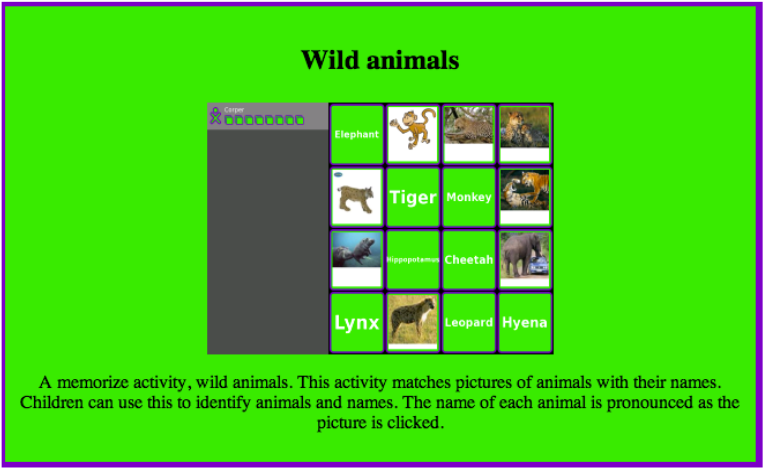 Wild animals
Casper
Elephant
Tiger
Monkey
Hippopotamus
Cheetah
Lynx
Leopard
Hyena
A memorize activity, wild animals. This activity matches pictures of animals with their names.
Children can use this to identify animals and names. The name of each animal is pronounced as the
picture is clicked.